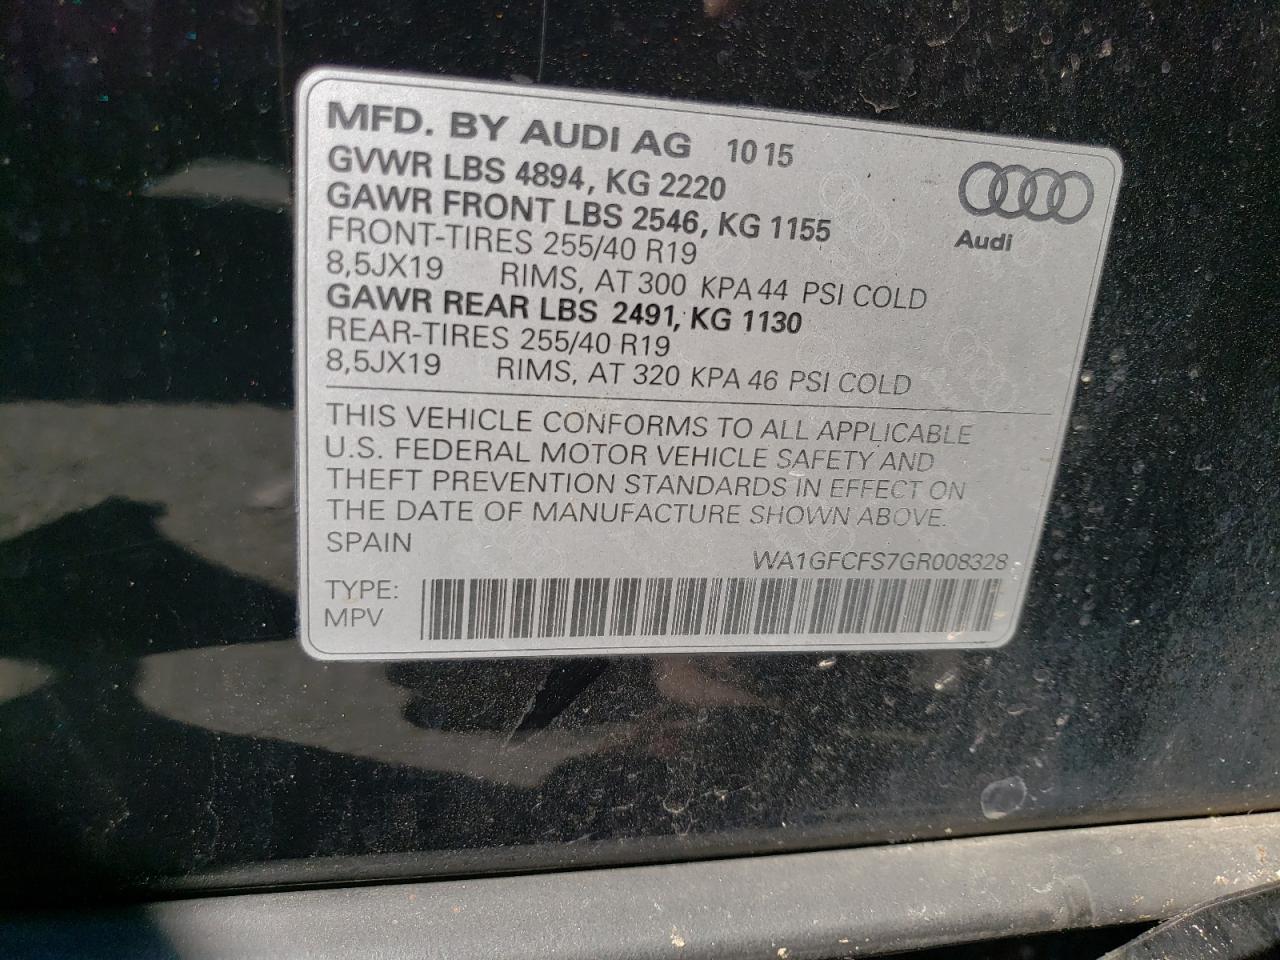 MFD. BY AUDI AG 10 15
GVWR LBS 4894, KG 2220
GAWR FRONT LBS 2546, KG 1155
FRONT-TIRES 255/40 R19
8,5JX19 RIMS, AT 300 KPA 44 PSI COLD
GAWR REAR LBS 2491, KG 1130
REAR-TIRES 255/40 R19
8,5JX19 RIMS, AT 320 KPA 46 PSI COLD
Audi
THIS VEHICLE CONFORMS TO ALL APPLICABLE
U.S. FEDERAL MOTOR VEHICLE SAFETY AND
THEFT PREVENTION STANDARDS IN EFFECT ON
THE DATE OF MANUFACTURE SHOWN ABOVE.
SPAIN
WA1GFCFS7GR008328
TYPE:
MPV